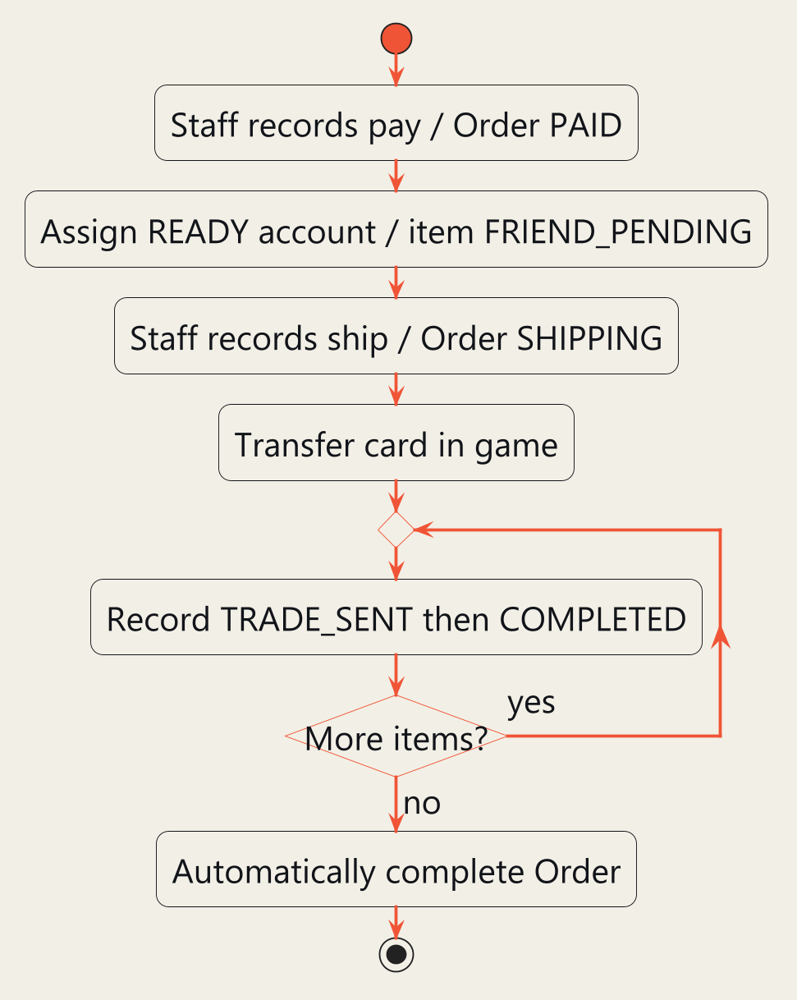 Staff records pay / Order PAID
Assign READY account / item FRIEND_PENDING
Staff records ship / Order SHIPPING
Transfer card in game
Record TRADE_SENT then COMPLETED
yes
More items?
no
Automatically complete Order